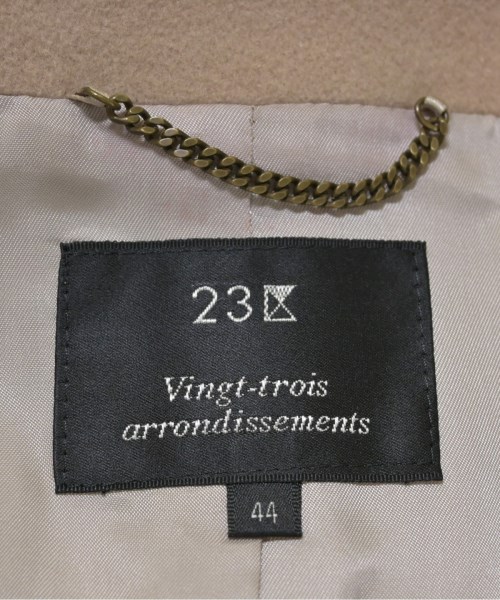 23区
Vingt-trois
arrondissements
44